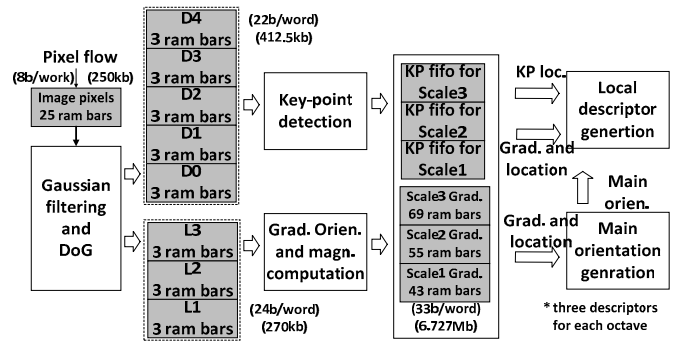 Pixel flow
(8b/work) (250kb)
Image pixels
25 ram bars
Gaussian
filtering
and
DoG
D4
3 ram bars
D3
3 ram bars
D2
3 ram bars
D1
3 ram bars
D0
3 ram bars
(22b/word)
(412.5kb)
L3
3 ram bars
L2
3 ram bars
L1
3 ram bars
(24b/word)
(270kb)
Key-point
detection
Grad. Orien.
and magn.
computation
KP fifo for
Scale3
KP fifo for
Scale2
KP fifo for
Scale1
Scale3 Grad.
69 ram bars
Scale2 Grad.
55 ram bars
Scale1 Grad.
43 ram bars
(33b/word)
(6.727Mb)
KP loc.
Grad. and
location
Local
descriptor
genertion
Main
orien.
Grad. and
location
Main
orientation
genration
* three descriptors
for each octave